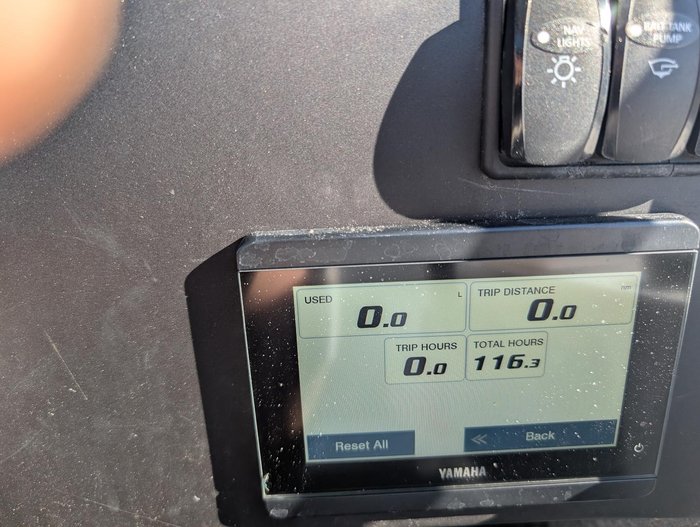 NAV
LIGHTS
BAIT TANK
PUMP
USED
L
0.0
TRIP DISTANCE
nm
0.0
TRIP HOURS
0.0
TOTAL HOURS
116.3
Reset All
Back
YAMAHA